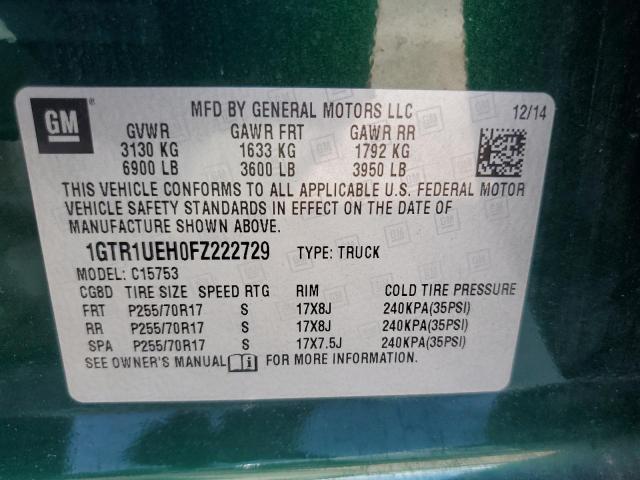 GM ® MFD BY GENERAL MOTORS LLC 12/14
GVWR GAWR FRT GAWR RR
3130 KG 1633 KG 1792 KG
6900 LB 3600 LB 3950 LB
THIS VEHICLE CONFORMS TO ALL APPLICABLE U.S. FEDERAL MOTOR
VEHICLE SAFETY STANDARDS IN EFFECT ON THE DATE OF
MANUFACTURE SHOWN ABOVE.
1GTR1UEH0FZ222729 TYPE: TRUCK
MODEL: C15753
CGBD TIRE SIZE SPEED RTG RIM COLD TIRE PRESSURE
FRT P255/70R17 S 17X8J 240KPA(35PSI)
RR P255/70R17 S 17X8J 240KPA(35PSI)
SPA P255/70R17 S 17X7.5J 240KPA(35PSI)
SEE OWNER'S MANUAL FOR MORE INFORMATION.